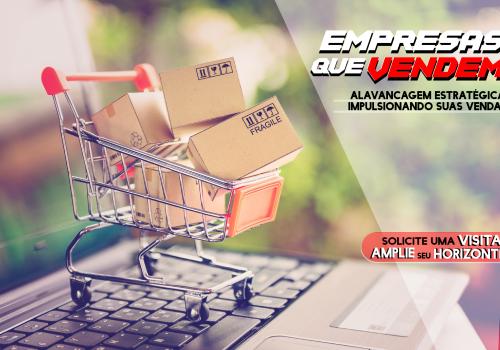 EMPRESAS
QUE VENDEM
ALAVANCAGEM ESTRATÉGICA
IMPULSIONANDO SUAS VENDA
SOLICITE UMA VISITA
AMPLIE SEU HORIZONT
FRAGILE